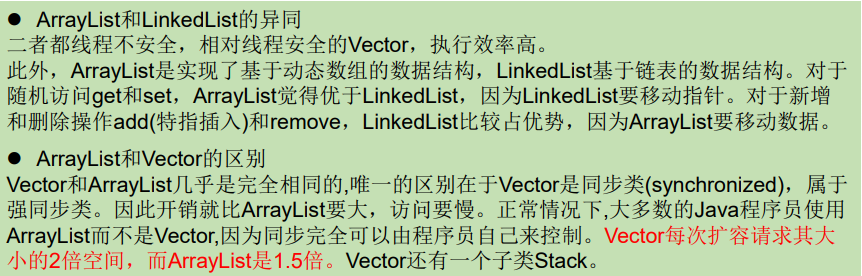 ● ArrayList和LinkedList的异同
二者都线程不安全，相对线程安全的Vector，执行效率高。
此外，ArrayList是实现了基于动态数组的数据结构，LinkedList基于链表的数据结构。对于
随机访问get和set，ArrayList觉得优于LinkedList，因为LinkedList要移动指针。对于新增
和删除操作add(特指插入)和remove，LinkedList比较占优势，因为ArrayList要移动数据。
● ArrayList和Vector的区别
Vector和ArrayList几乎是完全相同的,唯一的区别在于Vector是同步类(synchronized)，属于
强同步类。因此开销就比ArrayList要大，访问要慢。正常情况下,大多数的Java程序员使用
ArrayList而不是Vector,因为同步完全可以由程序员自己来控制。Vector每次扩容请求其大
小的2倍空间，而ArrayList是1.5倍。Vector还有一个子类Stack。